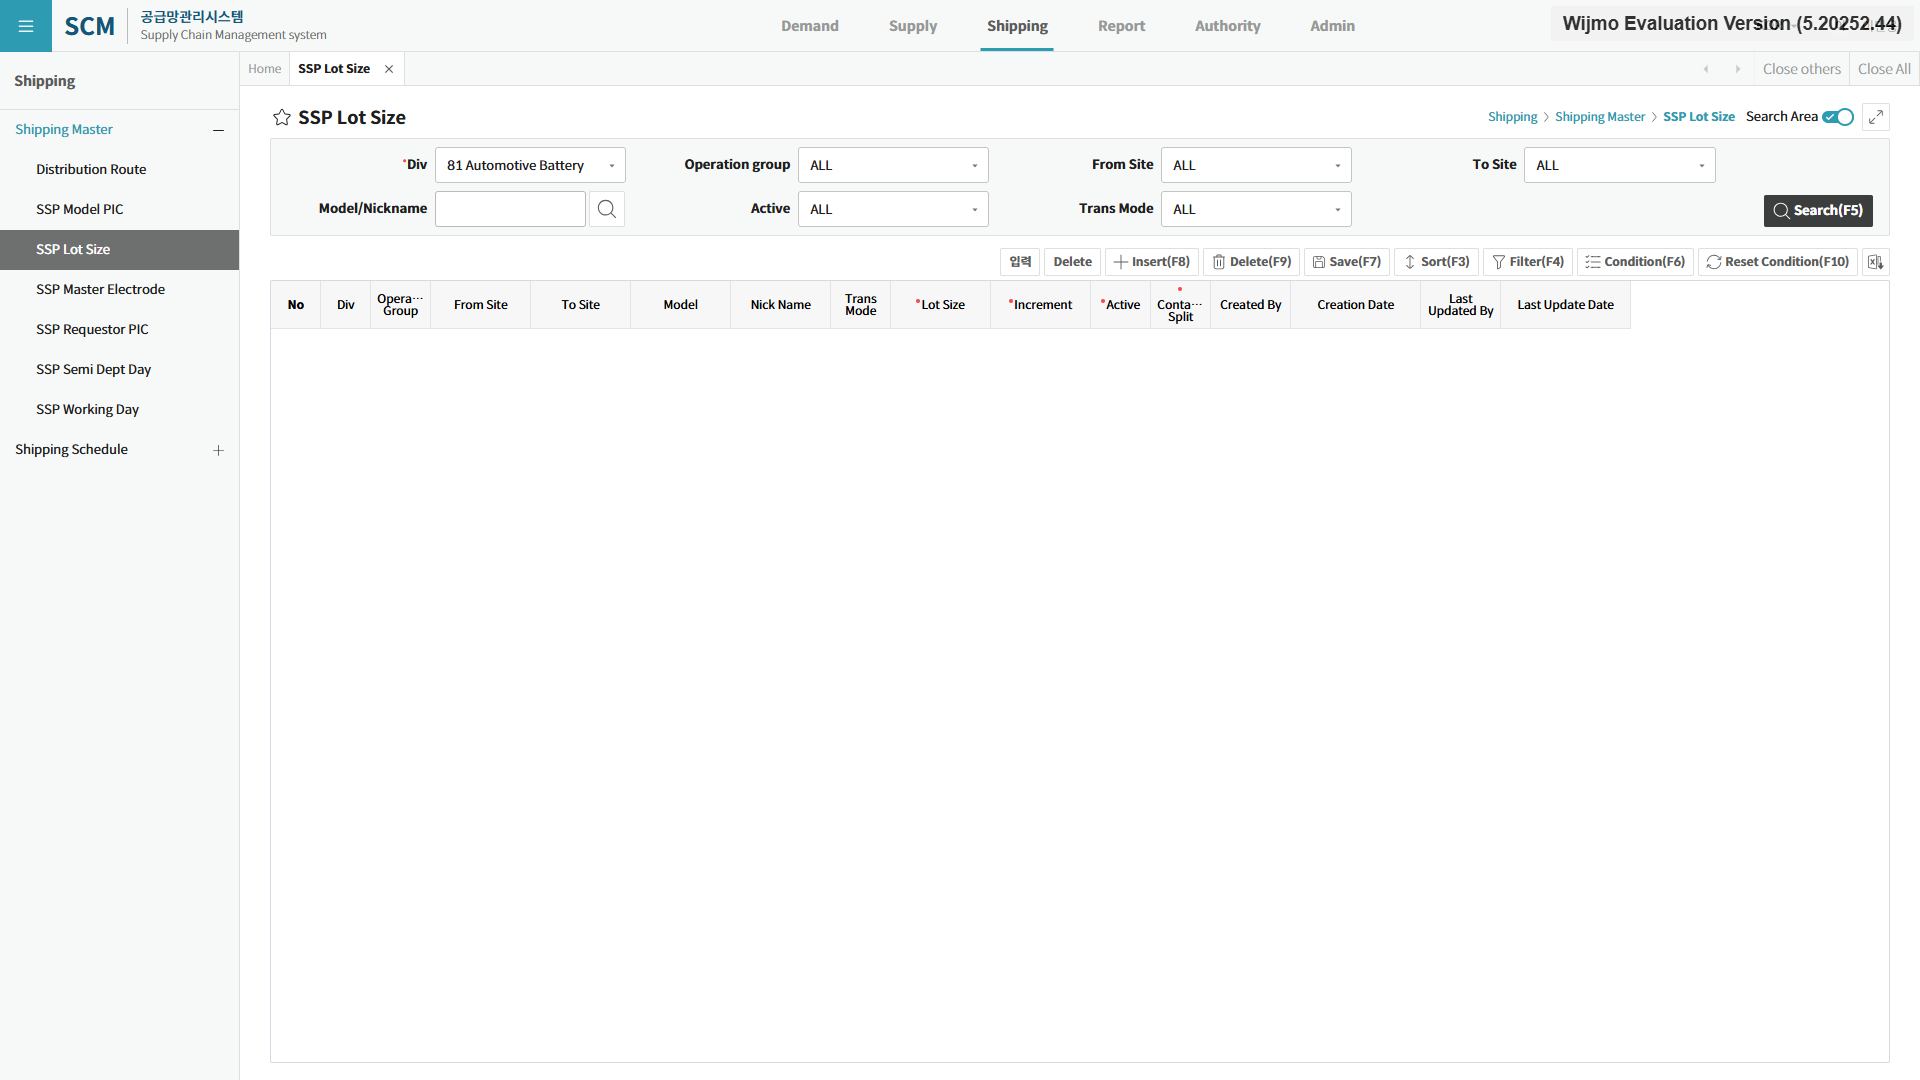 SCM
공급망관리시스템
Supply Chain Management system
Demand
Supply
Shipping
Report
Authority
Admin
Wijmo Evaluation Version (5.20252.44)
Shipping
Home
SSP Lot Size
Close others
Close All
Shipping Master
Distribution Route
SSP Model PIC
SSP Lot Size
SSP Master Electrode
SSP Requestor PIC
SSP Semi Dept Day
SSP Working Day
Shipping Schedule
SSP Lot Size
Shipping > Shipping Master > SSP Lot Size
Search Area
*Div
81 Automotive Battery
Operation group
ALL
From Site
ALL
To Site
ALL
Model/Nickname
Active
ALL
Trans Mode
ALL
Search(F5)
입력
Delete
Insert(F8)
Delete(F9)
Save(F7)
Sort(F3)
Filter(F4)
Condition(F6)
Reset Condition(F10)
No
Div
Opera···
Group
From Site
To Site
Model
Nick Name
Trans
Mode
*Lot Size
*Increment
*Active
*
Conta···
Split
Created By
Creation Date
Last
Updated By
Last Update Date